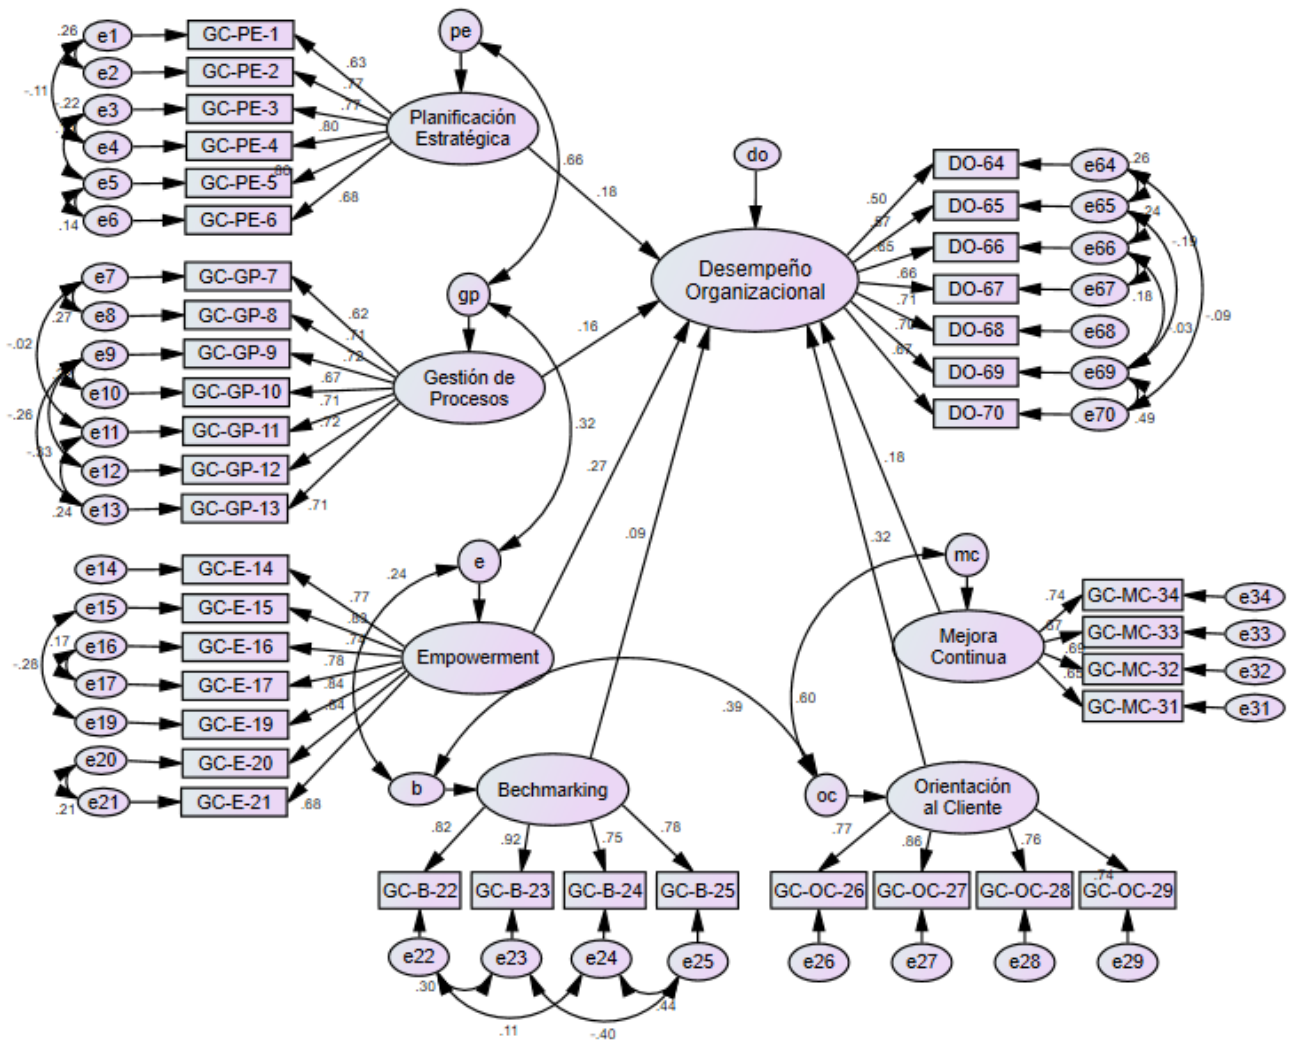 .26
e1
GC-PE-1
pe
e2
GC-PE-2
.63
.77
-.11
-.22
e3
GC-PE-3
.77
Planificación
Estratégica
e4
GC-PE-4
.80
e5
GC-PE-5
.80
e6
GC-PE-6
.68
.14
.66
.18
do
DO-64
e64
.26
.50
DO-65
e65
.57
.24
.65
DO-66
e66
-.19
Desempeño
Organizacional
.66
DO-67
e67
.18
.71
DO-68
e68
-.03
-.09
.70
.67
DO-69
e69
DO-70
e70
.49
e7
GC-GP-7
gp
.27
e8
GC-GP-8
.62
.71
-.02
e9
GC-GP-9
.72
.16
e10
GC-GP-10
.67
Gestión de
Procesos
-.26
e11
GC-GP-11
.71
.72
-.33
e12
GC-GP-12
e13
GC-GP-13
.71
.24
.32
.27
.09
.18
.32
e14
GC-E-14
.24
e
.77
e15
GC-E-15
.83
.17
e16
GC-E-16
.74
-.28
e17
GC-E-17
.78
Empowerment
.84
e19
GC-E-19
.84
e20
GC-E-20
e21
GC-E-21
.68
.21
mc
.74
GC-MC-34
e34
GC-MC-33
e33
Mejora
Continua
GC-MC-32
e32
GC-MC-31
e31
.60
.39
b
Bechmarking
oc
Orientación
al Cliente
.82
.92
.75
.78
.77
.86
.76
.74
GC-B-22
GC-B-23
GC-B-24
GC-B-25
GC-OC-26
GC-OC-27
GC-OC-28
GC-OC-29
e22
e23
e24
e25
e26
e27
e28
e29
.30
.44
.11
-.40